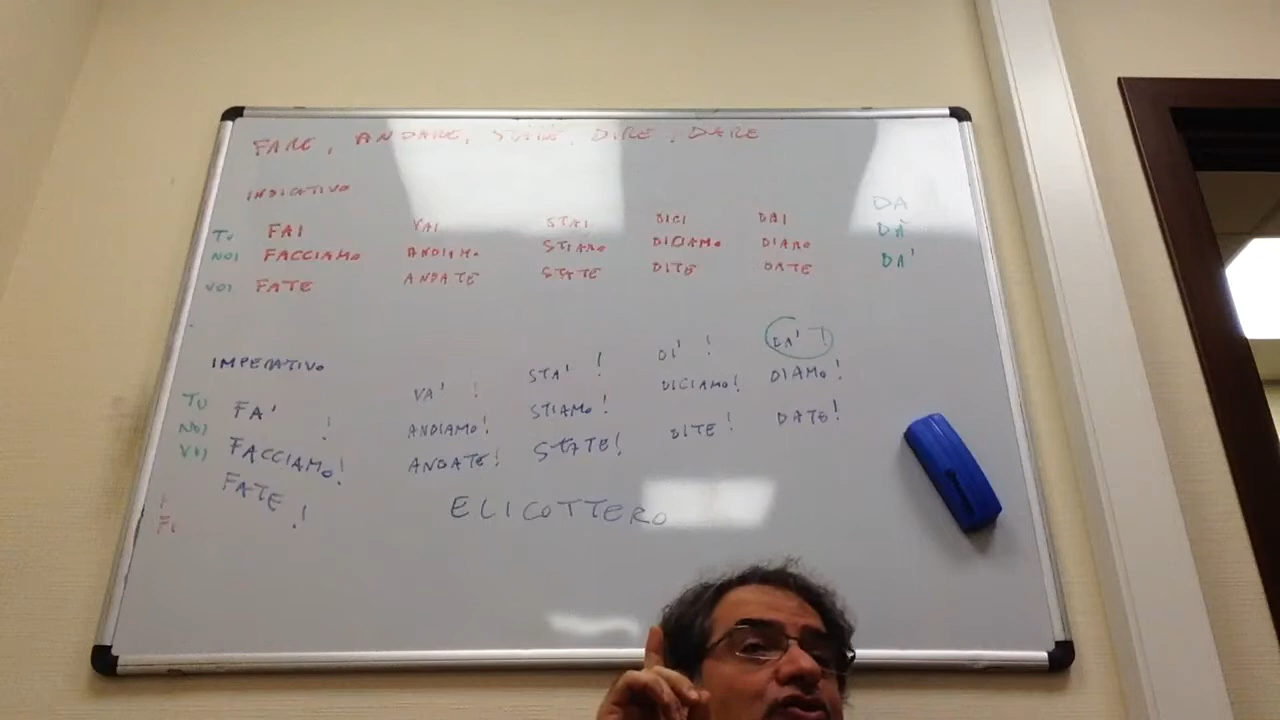 FARE, ANDARE, STARE, DIRE, DARE
INDICATIVO
DA
TU FAI VAI STAI DICI DAI DÀ
NOI FACCIAMO ANDIAMO STIAMO DICIAMO DIAMO DA'
VOI FATE ANDATE STATE DITE DATE
IMPERATIVO
TU FA' ! VA' ! STA' ! DI' ! DA' !
NOI FACCIAMO! ANDIAMO! STIAMO! DICIAMO! DIAMO!
VOI FATE! ANDATE! STATE! DITE! DATE!
ELICOTTERO